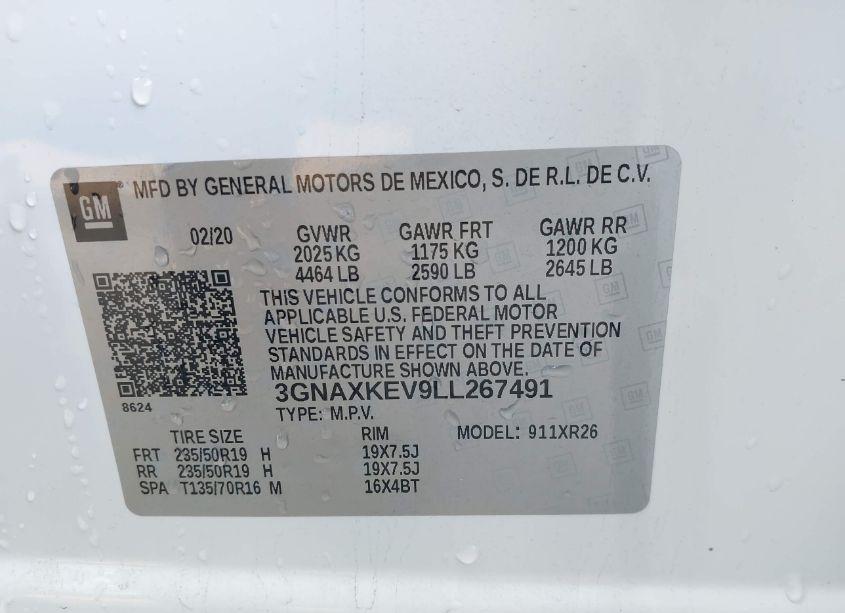 GM ® MFD BY GENERAL MOTORS DE MEXICO, S. DE R.L. DE C.V.
02/20 GVWR GAWR FRT GAWR RR
2025 KG 1175 KG 1200 KG
4464 LB 2590 LB 2645 LB
THIS VEHICLE CONFORMS TO ALL
APPLICABLE U.S. FEDERAL MOTOR
VEHICLE SAFETY AND THEFT PREVENTION
STANDARDS IN EFFECT ON THE DATE OF
MANUFACTURE SHOWN ABOVE.
8624 3GNAXKEV9LL267491
TYPE: M.P.V.
TIRE SIZE RIM MODEL: 911XR26
FRT 235/50R19 H 19X7.5J
RR 235/50R19 H 19X7.5J
SPA T135/70R16 M 16X4BT